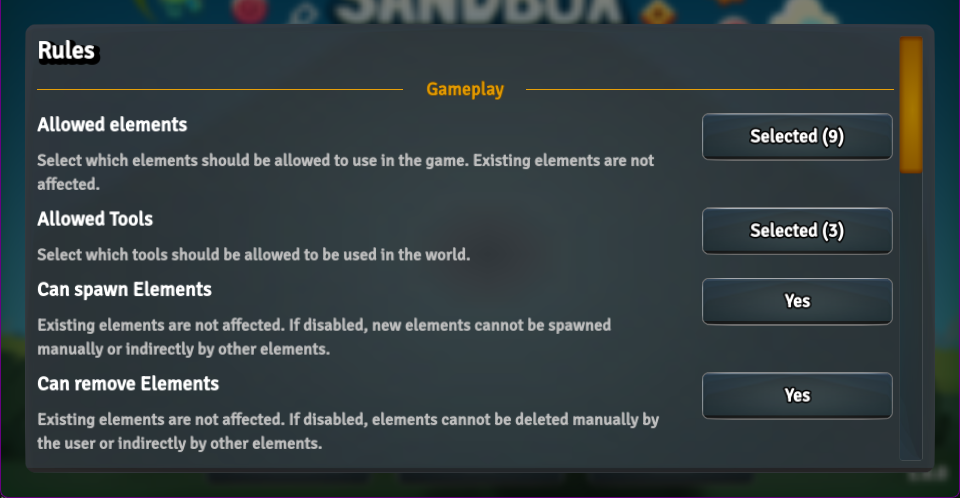 SANDBOX
Rules
Gameplay
Allowed elements
Selected (9)
Select which elements should be allowed to use in the game. Existing elements are not
affected.
Allowed Tools
Selected (3)
Select which tools should be allowed to be used in the world.
Can spawn Elements
Yes
Existing elements are not affected. If disabled, new elements cannot be spawned
manually or indirectly by other elements.
Can remove Elements
Yes
Existing elements are not affected. If disabled, elements cannot be deleted manually by
the user or indirectly by other elements.